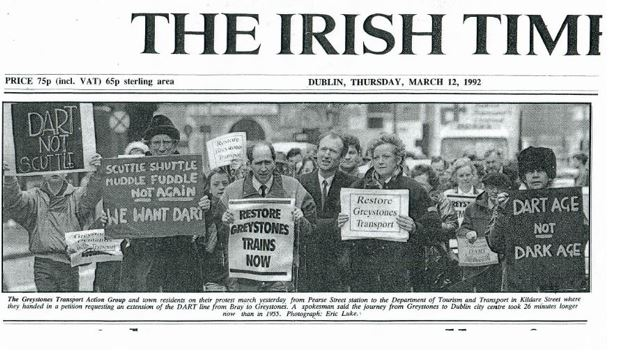 THE IRISH TIM
PRICE 75p (incl. VAT) 65p sterling area
DUBLIN, THURSDAY, MARCH 12, 1992
DART
NOT
SCUTTLE
SCUTTLE SHUTTLE
MUDDLE FUDDLE
NOT AGAIN
WE WANT DART
Restore
Greystones
Transport
RESTORE
GREYSTONES
TRAINS
NOW
Restore
Greystones
Transport
DART AGE
NOT
DARK AGE
The Greystones Transport Action Group and town residents on their protest march yesterday from Pearse Street station to the Department of Tourism and Transport in Kildare Street where
they handed in a petition requesting an extension of the DART line from Bray to Greystones. A spokesman said the journey from Greystones to Dublin city centre took 26 minutes longer
now than in 1955. Photograph: Eric Luke.